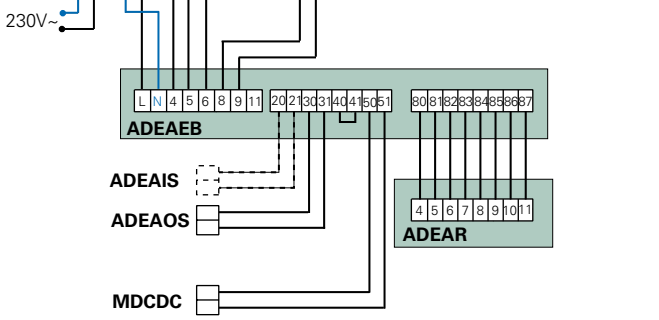 230V~
L N 4 5 6 8 9 11 20 21 30 31 40 41 50 51 80 81 82 83 84 85 86 87
ADEAEB
ADEAIS
ADEAOS
4 5 6 7 8 9 10 11
ADEAR
MDCDC